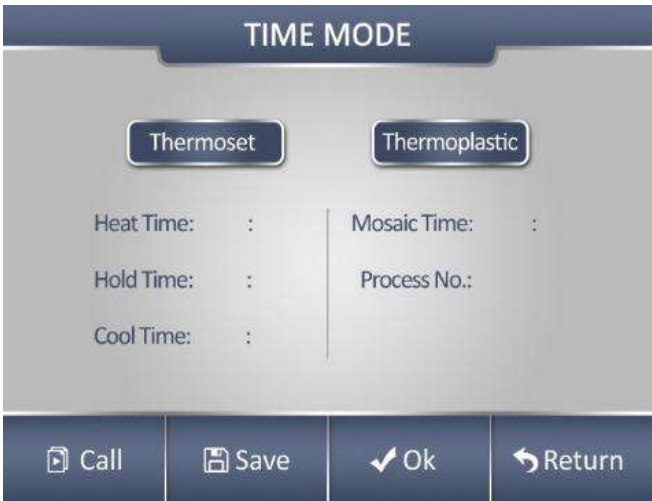 TIME MODE
Thermoset Thermoplastic
Heat Time: : Mosaic Time: :
Hold Time: : Process No.:
Cool Time: :
Call Save Ok Return